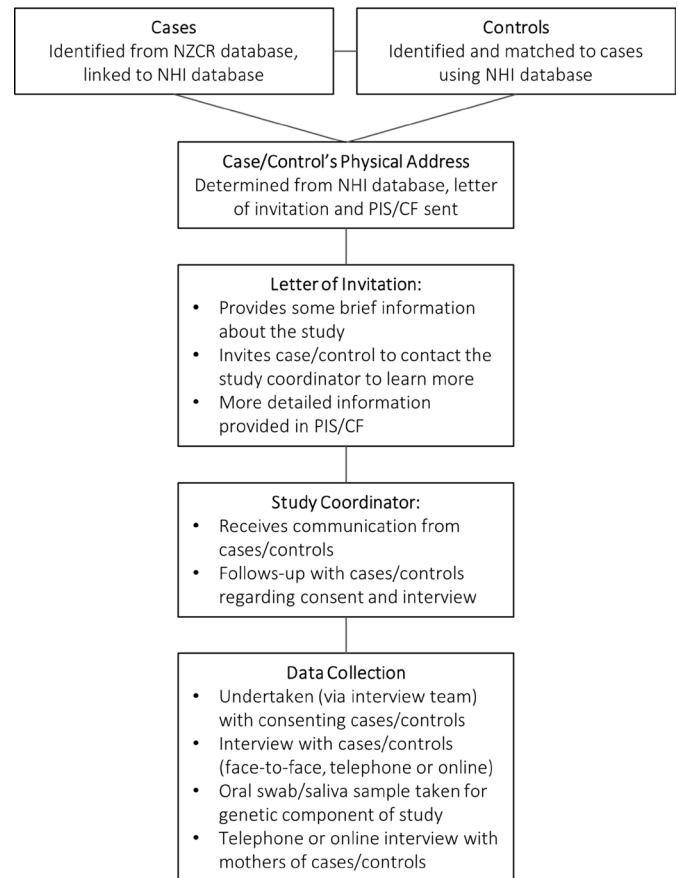 Cases
Identified from NZCR database,
linked to NHI database
Controls
Identified and matched to cases
using NHI database
Case/Control's Physical Address
Determined from NHI database, letter
of invitation and PIS/CF sent
Letter of Invitation:
• Provides some brief information
about the study
• Invites case/control to contact the
study coordinator to learn more
• More detailed information
provided in PIS/CF
Study Coordinator:
• Receives communication from
cases/controls
• Follows-up with cases/controls
regarding consent and interview
Data Collection
• Undertaken (via interview team)
with consenting cases/controls
• Interview with cases/controls
(face-to-face, telephone or online)
• Oral swab/saliva sample taken for
genetic component of study
• Telephone or online interview with
mothers of cases/controls